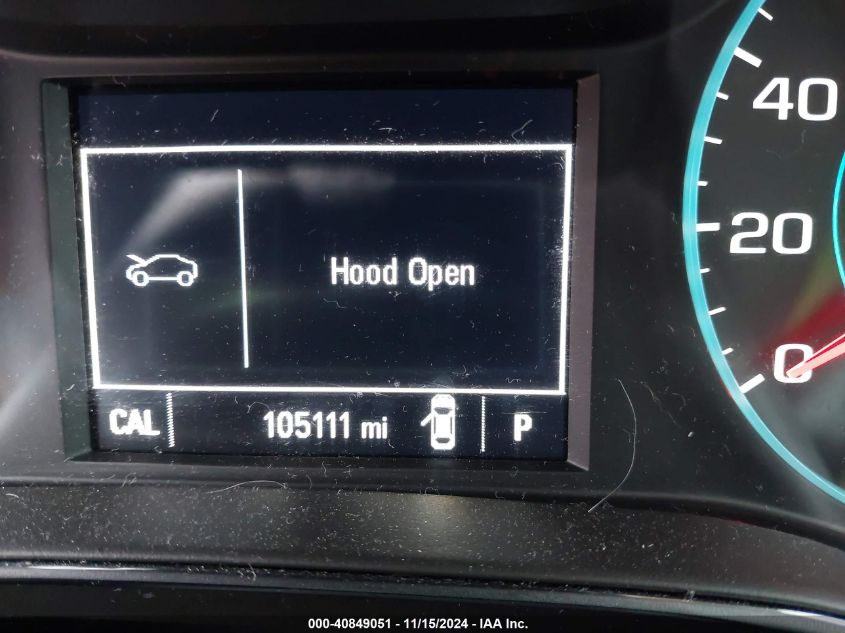 40
20
0
Hood Open
CAL 105111 mi P
000-40849051 - 11/15/2024 - IAA Inc.